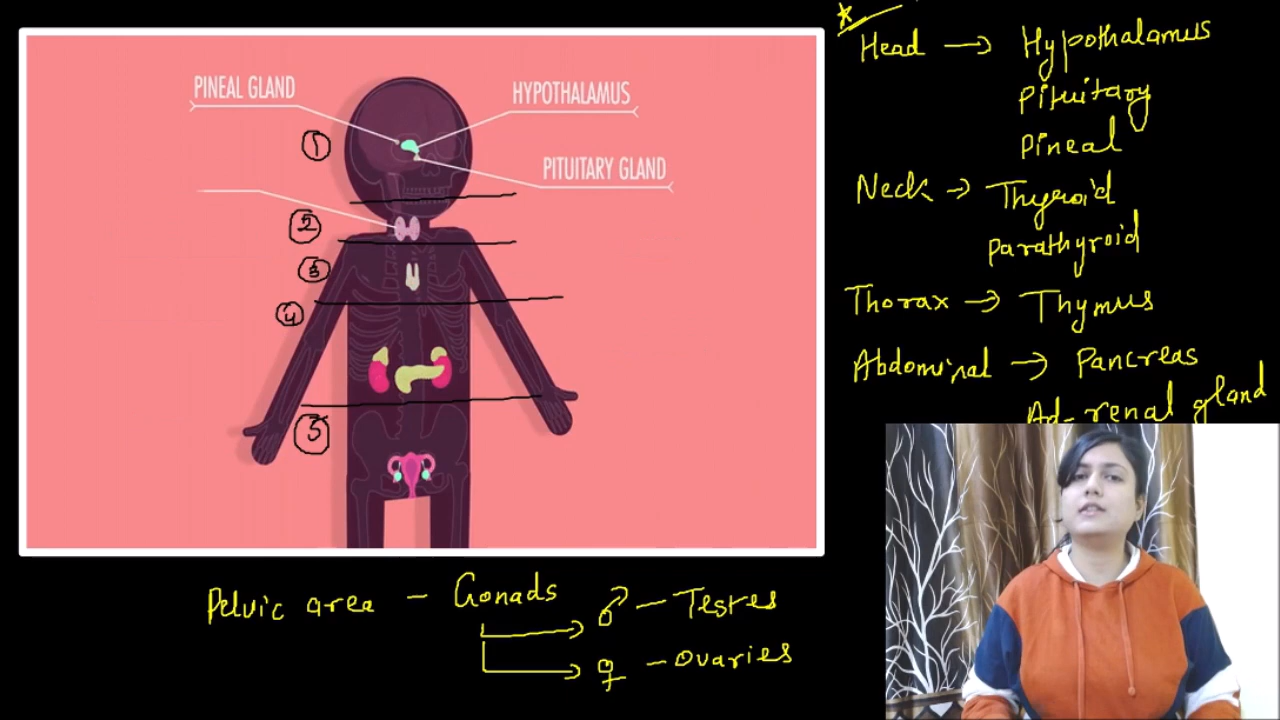 PINEAL GLAND
HYPOTHALAMUS
PITUITARY GLAND
1
2
3
4
5
Head → Hypothalamus
Pituitary
Pineal
Neck → Thyroid
Parathyroid
Thorax → Thymus
Abdominal → Pancreas
Ad-renal gland
Pelvic area - Gonads
♂ - Testes
♀ - Ovaries